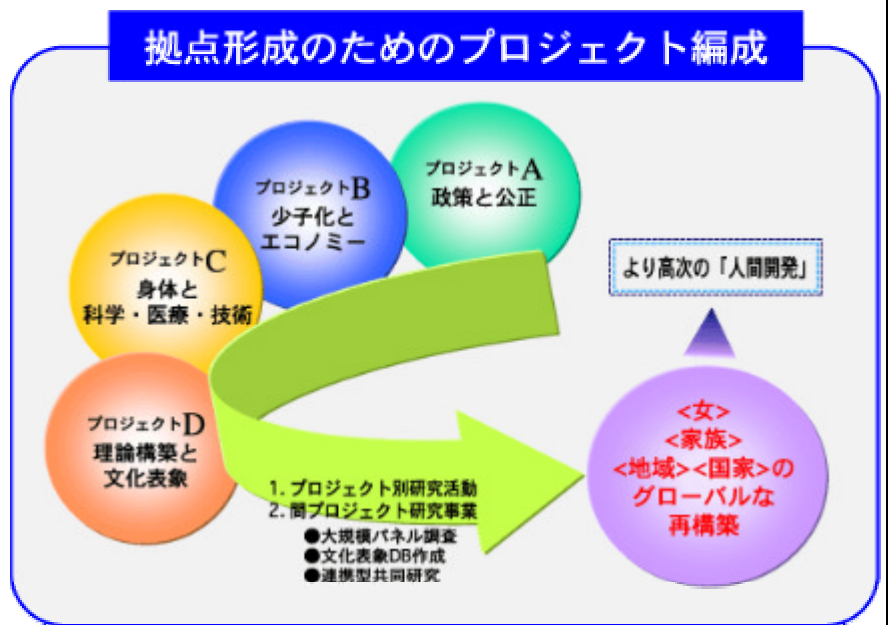 拠点形成のためのプロジェクト編成
プロジェクトA
政策と公正
プロジェクトB
少子化と
エコノミー
プロジェクトC
身体と
科学・医療・技術
プロジェクトD
理論構築と
文化表象
1. プロジェクト別研究活動
2. 間プロジェクト研究事業
●大規模パネル調査
●文化表象DB作成
●連携型共同研究
より高次の「人間開発」
<女>
<家族>
<地域><国家>の
グローバルな
再構築